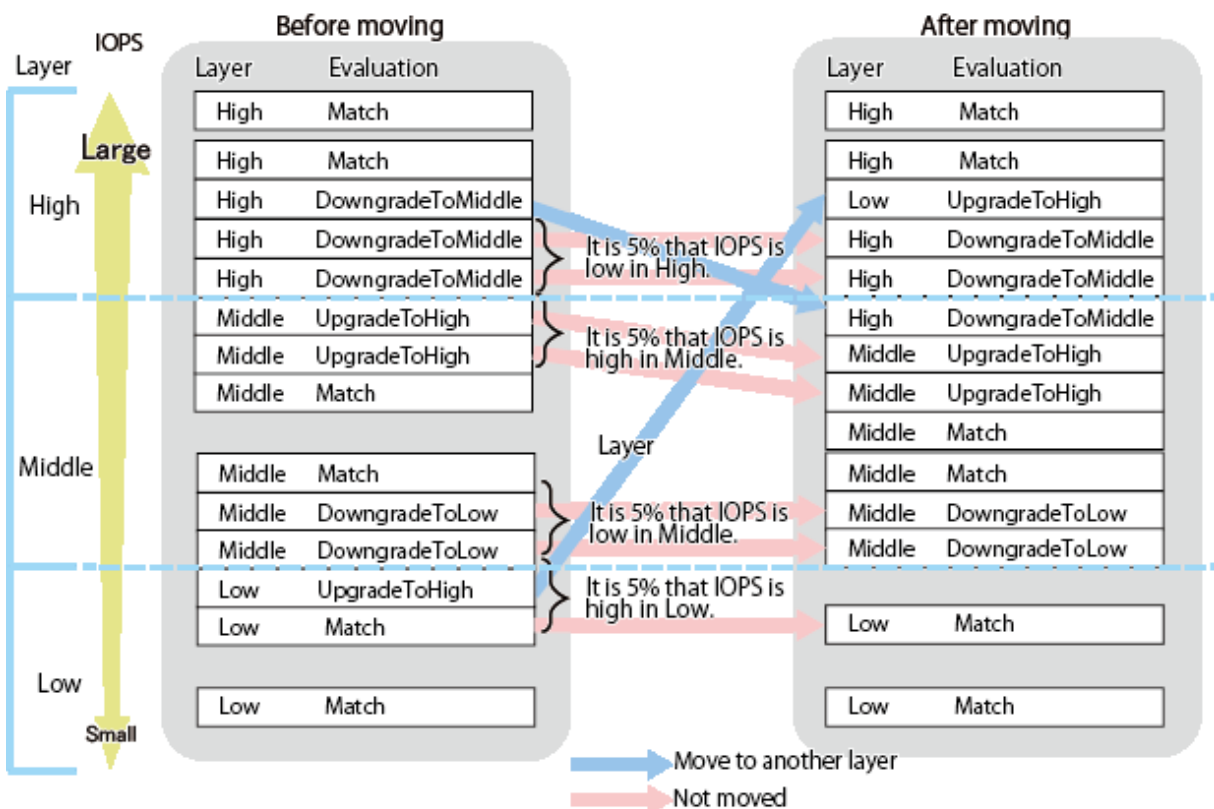 Before moving
After moving
IOPS
Layer
Layer Evaluation
Layer Evaluation
Large
High
Middle
Low
Small
High Match
High Match
High DowngradeToMiddle
High DowngradeToMiddle
High DowngradeToMiddle
Middle UpgradeToHigh
Middle UpgradeToHigh
Middle Match
Middle Match
Middle DowngradeToLow
Middle DowngradeToLow
Low UpgradeToHigh
Low Match
Low Match
It is 5% that IOPS is
low in High.
It is 5% that IOPS is
high in Middle.
Layer
It is 5% that IOPS is
low in Middle.
It is 5% that IOPS is
high in Low.
High Match
High Match
Low UpgradeToHigh
High DowngradeToMiddle
High DowngradeToMiddle
High DowngradeToMiddle
Middle UpgradeToHigh
Middle UpgradeToHigh
Middle Match
Middle Match
Middle DowngradeToLow
Middle DowngradeToLow
Low Match
Low Match
Move to another layer
Not moved